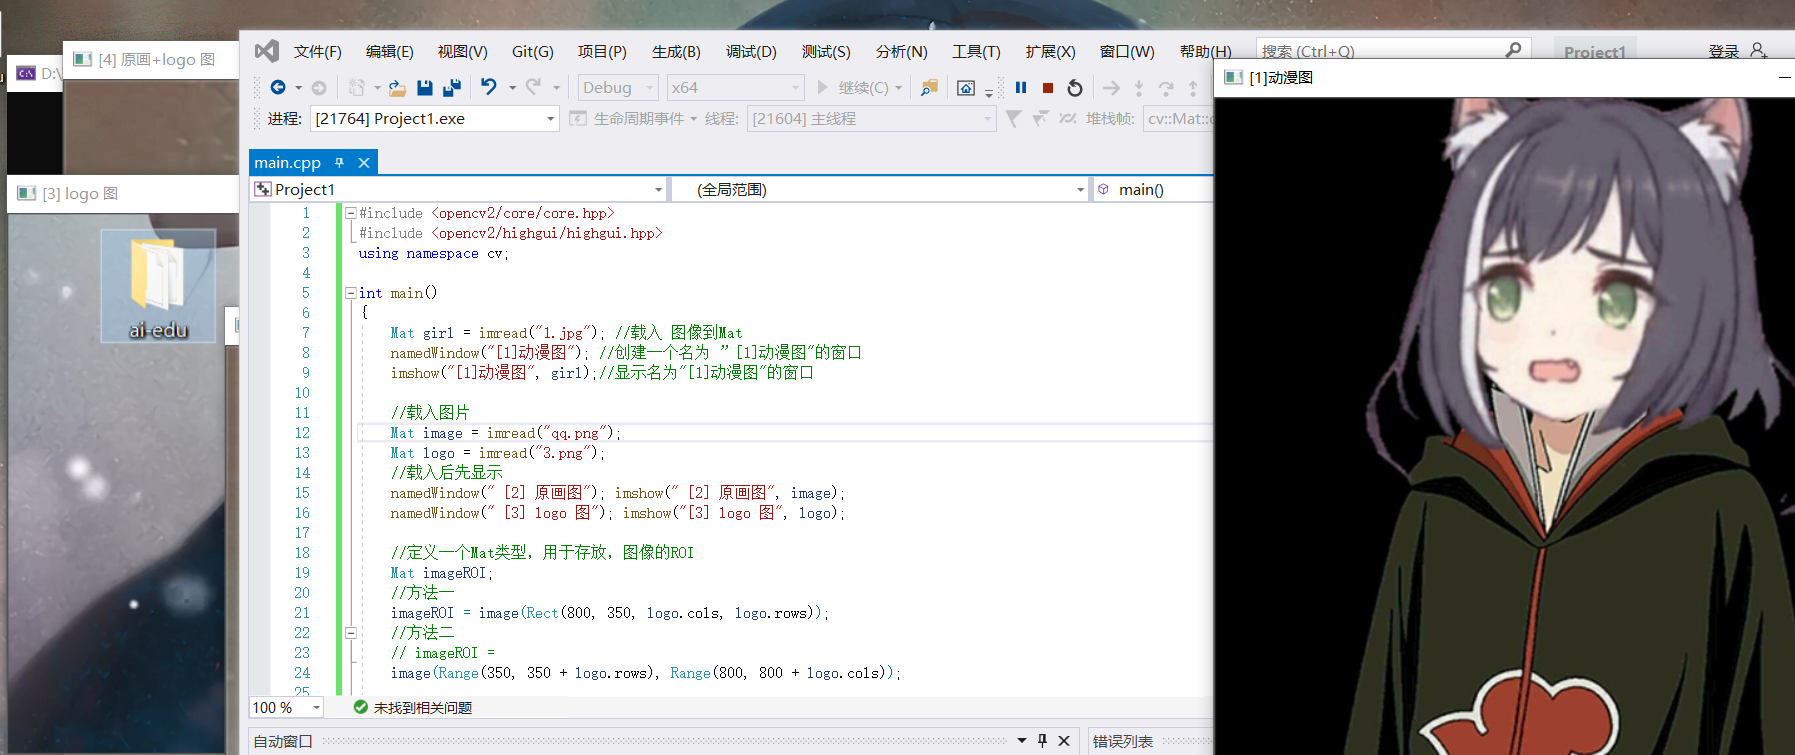 [4] 原画+logo 图
D:\
[3] logo 图
ai-edu
文件(F) 编辑(E) 视图(V) Git(G) 项目(P) 生成(B) 调试(D) 测试(S) 分析(N) 工具(T) 扩展(X) 窗口(W) 帮助(H) 搜索 (Ctrl+Q) Project1 登录
Debug x64 继续(C)
进程: [21764] Project1.exe 生命周期事件 线程: [21604] 主线程 堆栈帧: cv::Mat::
main.cpp
Project1 (全局范围) main()
1 #include <opencv2/core/core.hpp>
2 #include <opencv2/highgui/highgui.hpp>
3 using namespace cv;
4
5 int main()
6 {
7 Mat girl = imread("1.jpg"); //载入 图像到Mat
8 namedWindow("[1]动漫图"); //创建一个名为 ”[1]动漫图"的窗口
9 imshow("[1]动漫图", girl);//显示名为"[1]动漫图"的窗口
10
11 //载入图片
12 Mat image = imread("qq.png");
13 Mat logo = imread("3.png");
14 //载入后先显示
15 namedWindow(" [2] 原画图"); imshow(" [2] 原画图", image);
16 namedWindow(" [3] logo 图"); imshow("[3] logo 图", logo);
17
18 //定义一个Mat类型，用于存放，图像的ROI
19 Mat imageROI;
20 //方法一
21 imageROI = image(Rect(800, 350, logo.cols, logo.rows));
22 //方法二
23 // imageROI =
24 image(Range(350, 350 + logo.rows), Range(800, 800 + logo.cols));
25
100 % 未找到相关问题
自动窗口 错误列表
[1]动漫图